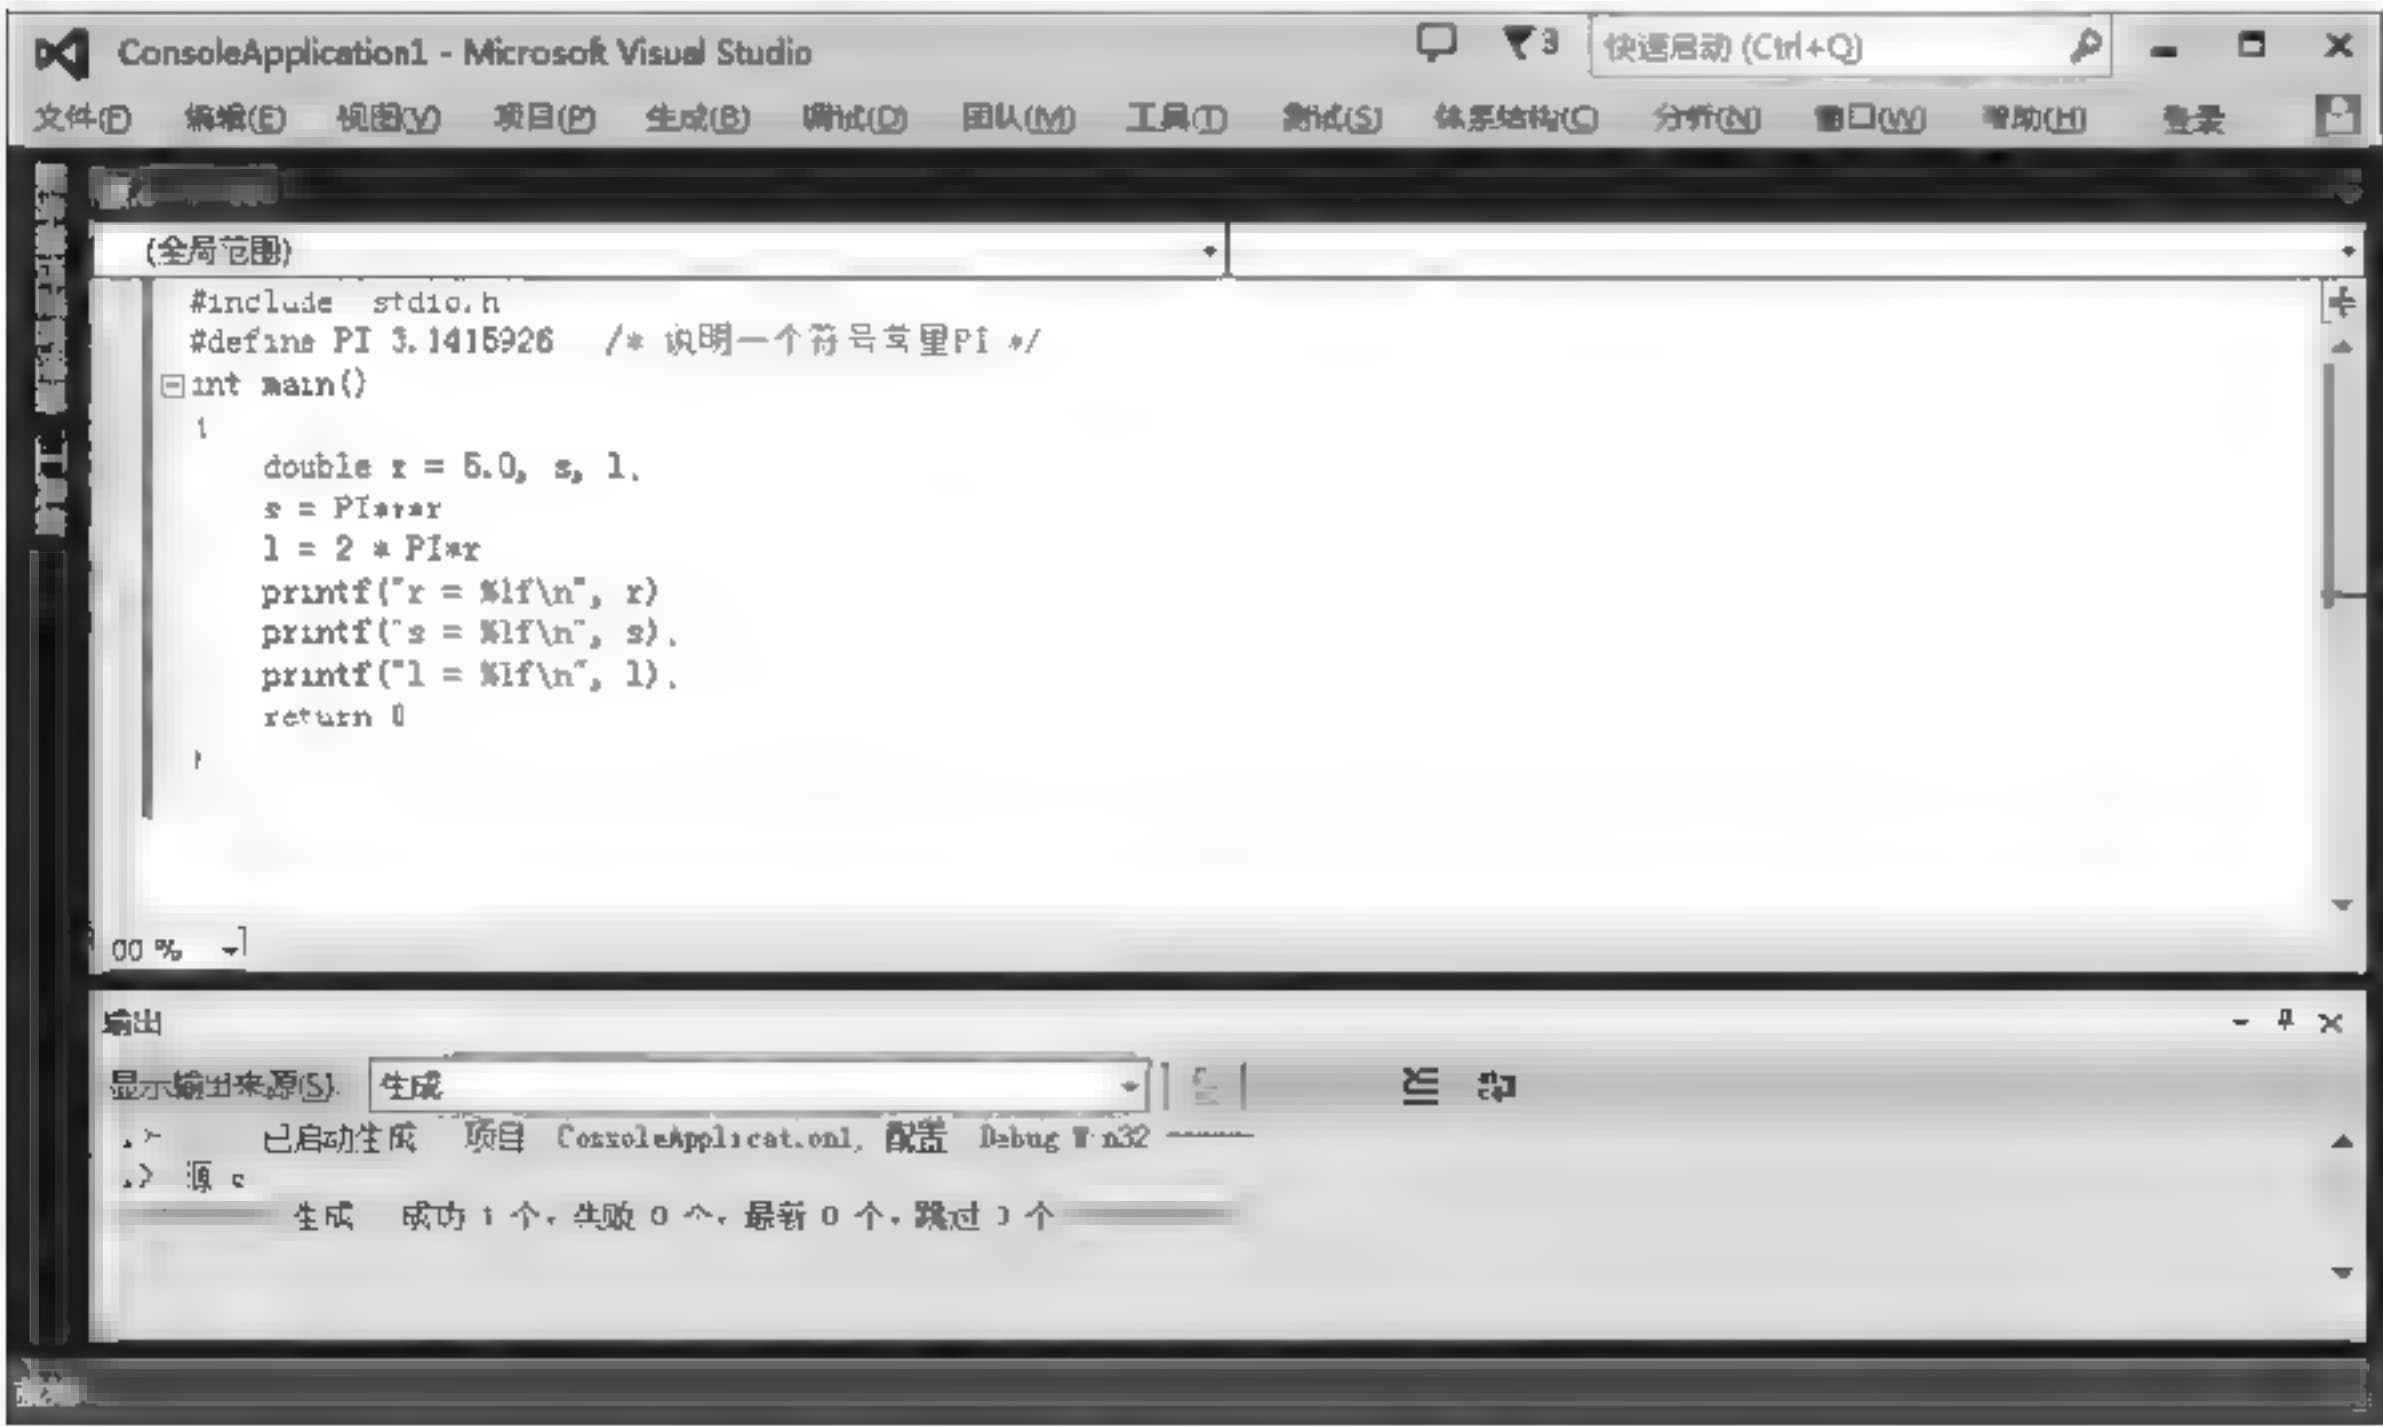 ConsoleApplication1 - Microsoft Visual Studio
3
快速启动 (Ctrl+Q)
文件(F) 编辑(E) 视图(V) 项目(P) 生成(B) 调试(D) 团队(M) 工具(T) 测试(S) 体系结构(C) 分析(N) 窗口(W) 帮助(H) 登录
(全局范围)
#include stdio.h
#define PI 3.1415926 /* 说明一个符号常量PI */
int main()
{
double r = 5.0, s, l,
s = PI*r*r
l = 2 * PI*r
printf("r = %lf\n", r)
printf("s = %lf\n", s),
printf("l = %lf\n", l),
return 0
}
00 %
输出
显示输出来源(S) 生成
已启动生成 项目 ConsoleApplication1, 配置 Debug Win32
源 c
生成 成功 1 个，失败 0 个，最新 0 个，跳过 0 个